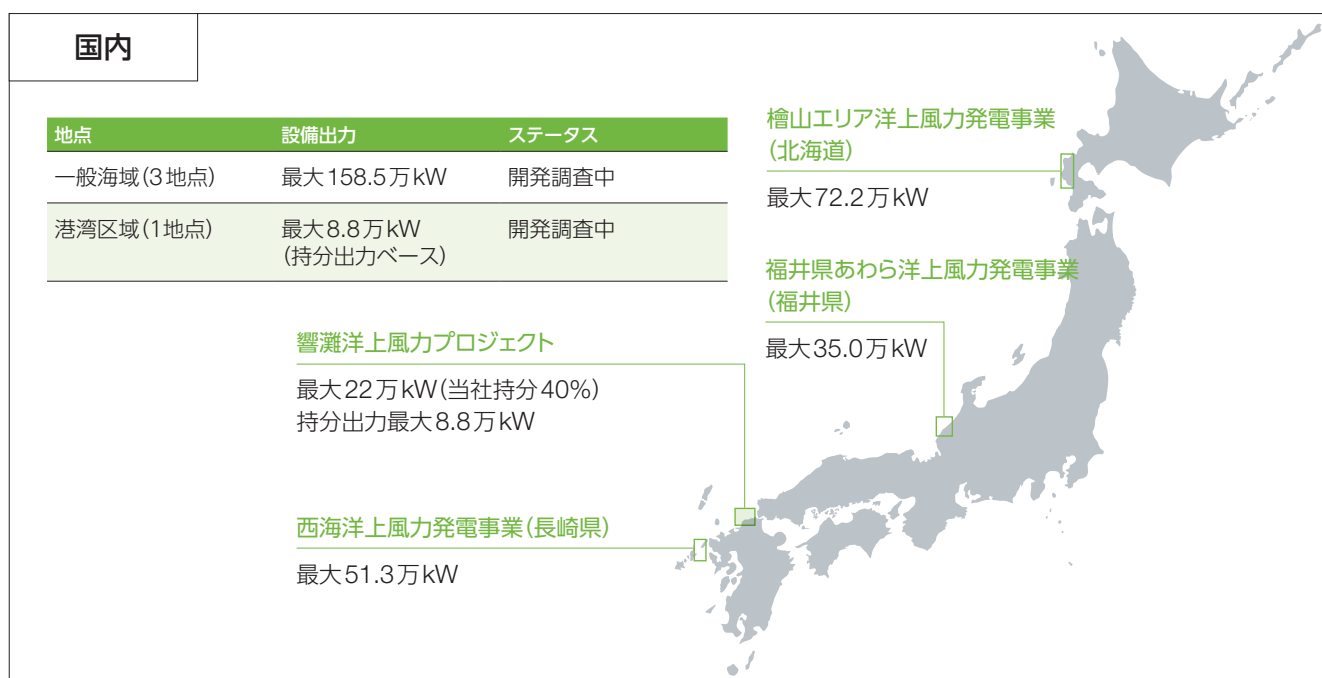 国内
地点 設備出力 ステータス
一般海域(3地点) 最大158.5万kW 開発調査中
港湾区域(1地点) 最大8.8万kW 開発調査中
(持分出力ベース)
檜山エリア洋上風力発電事業
(北海道)
最大72.2万kW
福井県あわら洋上風力発電事業
(福井県)
最大35.0万kW
響灘洋上風力プロジェクト
最大22万kW(当社持分40%)
持分出力最大8.8万kW
西海洋上風力発電事業(長崎県)
最大51.3万kW